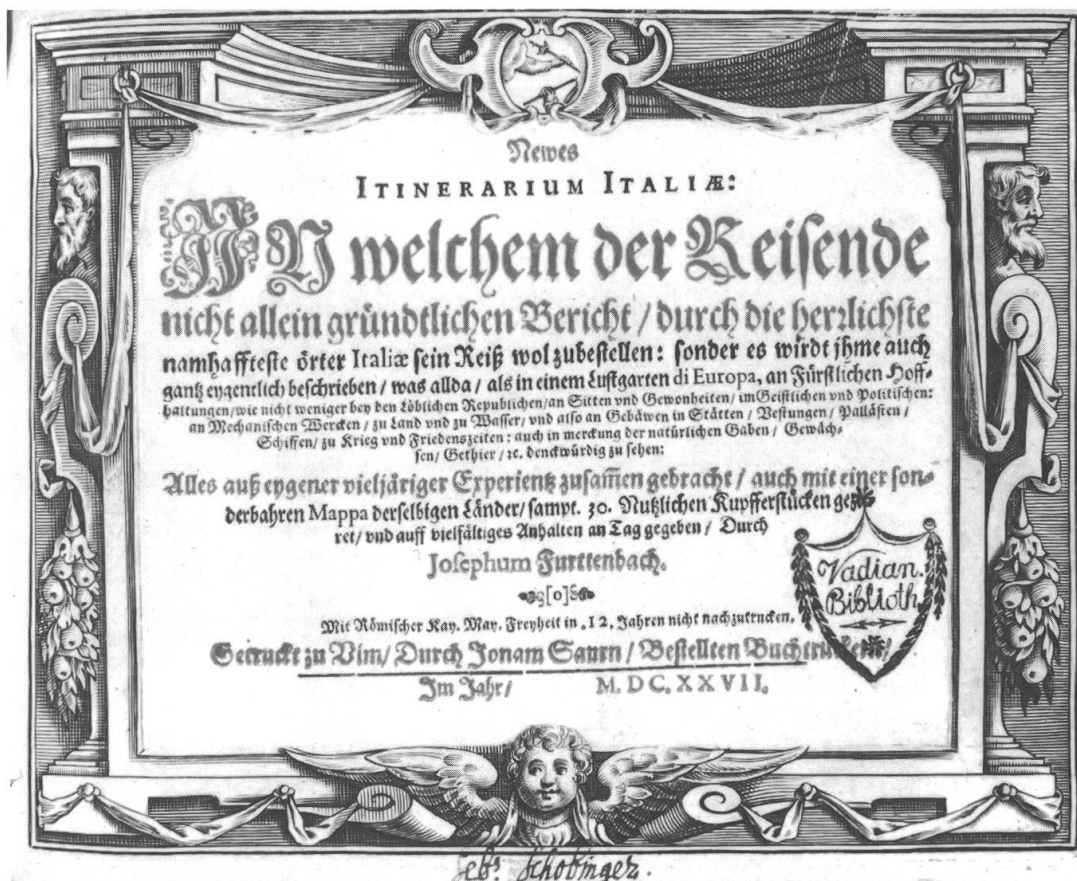 Newes
ITINERARIUM ITALIÆ:
IN welchem der Reisende
nicht allein gründtlichen Bericht / durch die herzlichste
namhaffteste örter Italiæ sein Reiß wol zubestellen: sonder es wirdt jhme auch
gantz eygentlich beschrieben / was allda / als in einem Lustgarten di Europa, an Fürstlichen Hoff-
haltungen / wie nicht weniger bey den Löblichen Republichen / an Sitten vnd Gewonheiten / im Geistlichen vnd Politischen:
an Mechanischen Wercken / zu Land vnd zu Wasser / vnd also an Gebäwen in Stätten / Vestungen / Pallästen /
Schiffen / zu Krieg vnd Friedenszeiten: auch in merckung der natürlichen Gaben / Gewäch-
sen / Gethier / ꝛc. denckwürdig zu sehen:
Alles auß eygener vieljäriger Experientz zusam̃en gebracht / auch mit einer son-
derbahren Mappa derselbigen Länder / sampt. 30. Nutzlichen Kupfferstücken gezie-
ret / vnd auff vielfältiges Anhalten an Tag gegeben / Durch
Josephum Furttenbach.
[o]
Mit Römischer Kay. May. Freyheit in .12. Jahren nicht nachzutrucken.
Vadian.
Biblioth.
Getruckt zu Vlm / Durch Jonam Saurn / Bestellten Buchtruckern /
Im Jahr / M. DC. XXVII.
Seb: Schobinger.